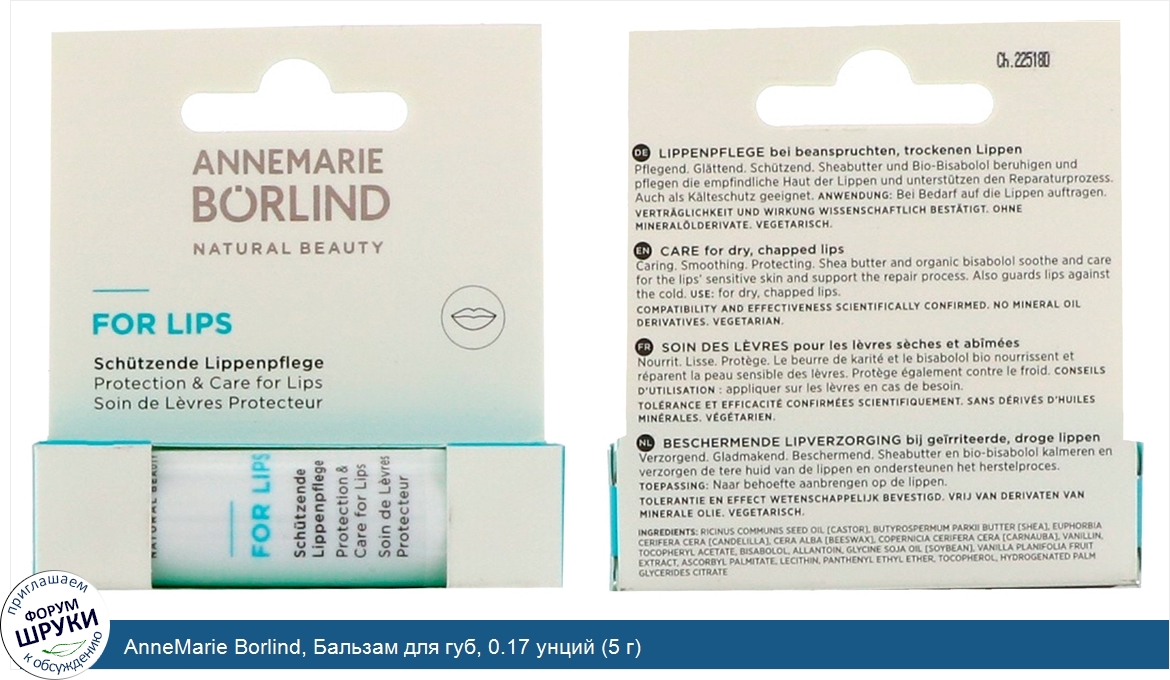 ANNEMARIE
BÖRLIND
NATURAL BEAUTY
FOR LIPS
Schützende Lippenpflege
Protection & Care for Lips
Soin de Lèvres Protecteur
NATURAL BEAUTY
FOR LIPS
Schützende
Lippenpflege
Protection &
Care for Lips
Soin de Lèvres
Protecteur
Ch.22518D
DE LIPPENPFLEGE bei beanspruchten, trockenen Lippen
Pflegend. Glättend. Schützend. Sheabutter und Bio-Bisabolol beruhigen und
pflegen die empfindliche Haut der Lippen und unterstützen den Reparaturprozess.
Auch als Kälteschutz geeignet. ANWENDUNG: Bei Bedarf auf die Lippen auftragen.
VERTRÄGLICHKEIT UND WIRKUNG WISSENSCHAFTLICH BESTÄTIGT. OHNE
MINERALÖLDERIVATE. VEGETARISCH.
EN CARE for dry, chapped lips
Caring. Smoothing. Protecting. Shea butter and organic bisabolol soothe and care
for the lips' sensitive skin and support the repair process. Also guards lips against
the cold. USE: for dry, chapped lips.
COMPATIBILITY AND EFFECTIVENESS SCIENTIFICALLY CONFIRMED. NO MINERAL OIL
DERIVATIVES. VEGETARIAN.
FR SOIN DES LÈVRES pour les lèvres sèches et abîmées
Nourrit. Lisse. Protège. Le beurre de karité et le bisabolol bio nourrissent et
réparent la peau sensible des lèvres. Protège également contre le froid. CONSEILS
D'UTILISATION : appliquer sur les lèvres en cas de besoin.
TOLÉRANCE ET EFFICACITÉ CONFIRMÉES SCIENTIFIQUEMENT. SANS DÉRIVÉS D'HUILES
MINÉRALES. VÉGÉTARIEN.
NL BESCHERMENDE LIPVERZORGING bij geïrriteerde, droge lippen
Verzorgend. Gladmakend. Beschermend. Sheabutter en bio-bisabolol kalmeren en
verzorgen de tere huid van de lippen en ondersteunen het herstelproces.
TOEPASSING: Naar behoefte aanbrengen op de lippen.
TOLERANTIE EN EFFECT WETENSCHAPPELIJK BEVESTIGD. VRIJ VAN DERIVATEN VAN
MINERALE OLIE. VEGETARISCH.
INGREDIENTS: RICINUS COMMUNIS SEED OIL [CASTOR], BUTYROSPERMUM PARKII BUTTER [SHEA], EUPHORBIA
CERIFERA CERA [CANDELILLA], CERA ALBA [BEESWAX], COPERNICIA CERIFERA CERA [CARNAUBA], VANILLIN,
TOCOPHERYL ACETATE, BISABOLOL, ALLANTOIN, GLYCINE SOJA OIL [SOYBEAN], VANILLA PLANIFOLIA FRUIT
EXTRACT, ASCORBYL PALMITATE, LECITHIN, PANTHENYL ETHYL ETHER, TOCOPHEROL, HYDROGENATED PALM
GLYCERIDES CITRATE
приглашаем
ФОРУМ
ШРУКИ
к обсуждению
AnneMarie Borlind, Бальзам для губ, 0.17 унций (5 г)